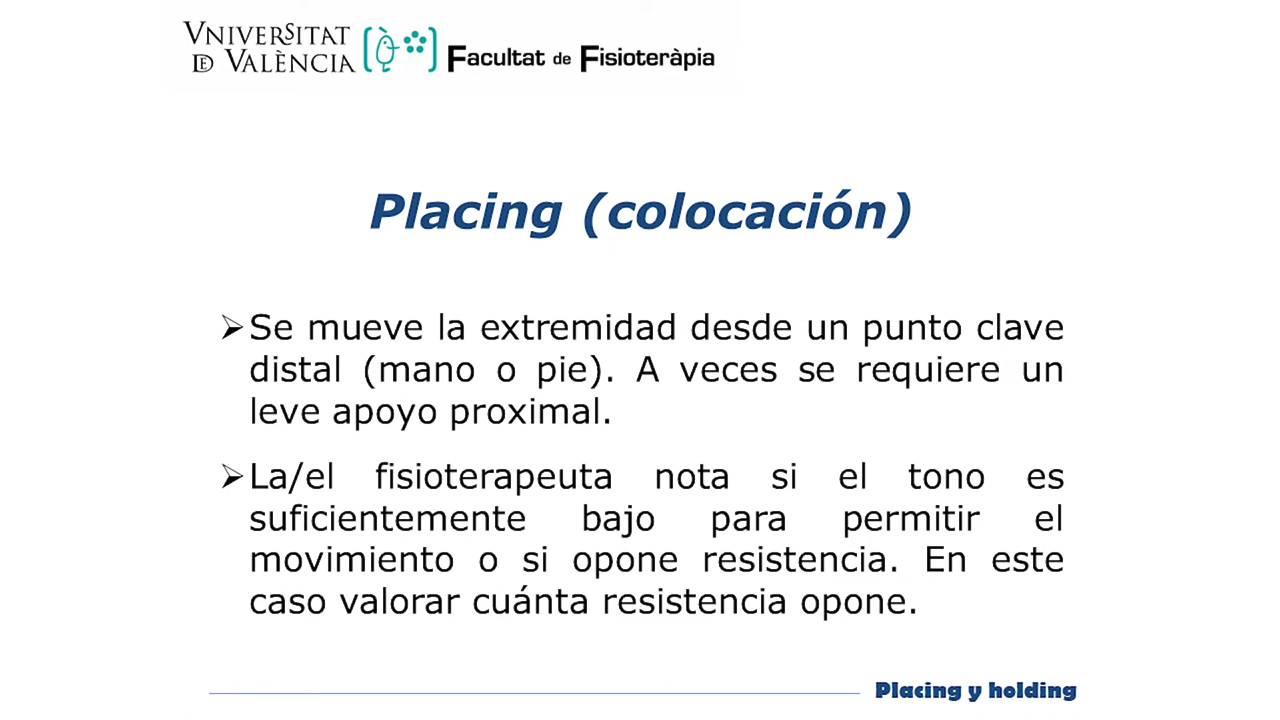 VNIVERSITAT
DE VALÈNCIA
Facultat de Fisioteràpia
Placing (colocación)
➢Se mueve la extremidad desde un punto clave
distal (mano o pie). A veces se requiere un
leve apoyo proximal.
➢La/el fisioterapeuta nota si el tono es
suficientemente bajo para permitir el
movimiento o si opone resistencia. En este
caso valorar cuánta resistencia opone.
Placing y holding